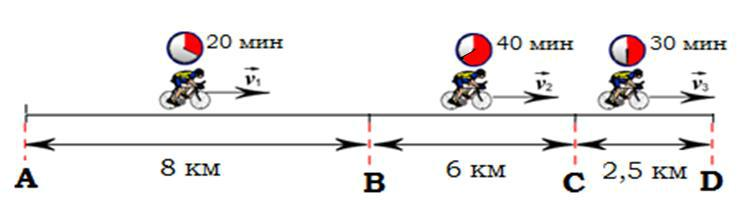 20 мин 40 мин 30 мин
v₁ v₂ v₃
8 км 6 км 2,5 км
A B C D